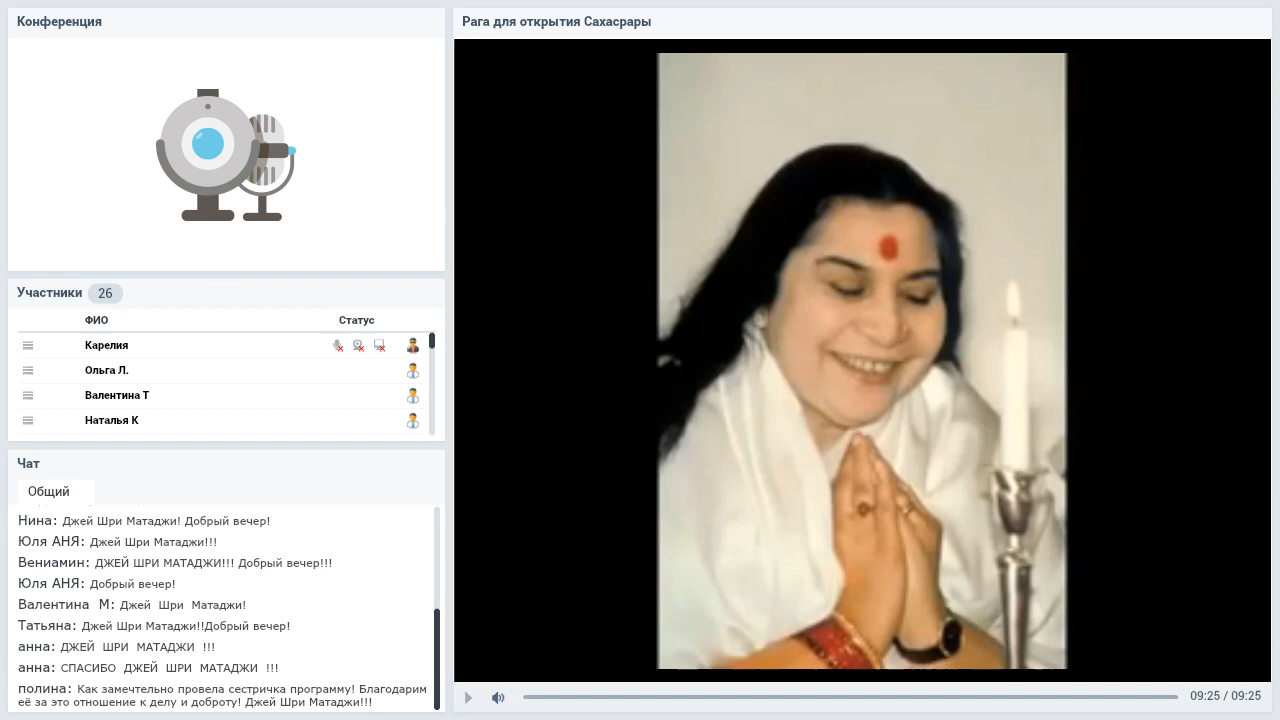 Конференция
Рага для открытия Сахасрары
Участники 26
ФИО Статус
Карелия
Ольга Л.
Валентина Т
Наталья К
Чат
Общий
Нина: Джей Шри Матаджи! Добрый вечер!
Юля АНЯ: Джей Шри Матаджи!!!
Вениамин: ДЖЕЙ ШРИ МАТАДЖИ!!! Добрый вечер!!!
Юля АНЯ: Добрый вечер!
Валентина М: Джей Шри Матаджи!
Татьяна: Джей Шри Матаджи!!Добрый вечер!
анна: ДЖЕЙ ШРИ МАТАДЖИ !!!
анна: СПАСИБО ДЖЕЙ ШРИ МАТАДЖИ !!!
полина: Как замечтельно провела сестричка программу! Благодарим
её за это отношение к делу и доброту! Джей Шри Матаджи!!!
09:25 / 09:25